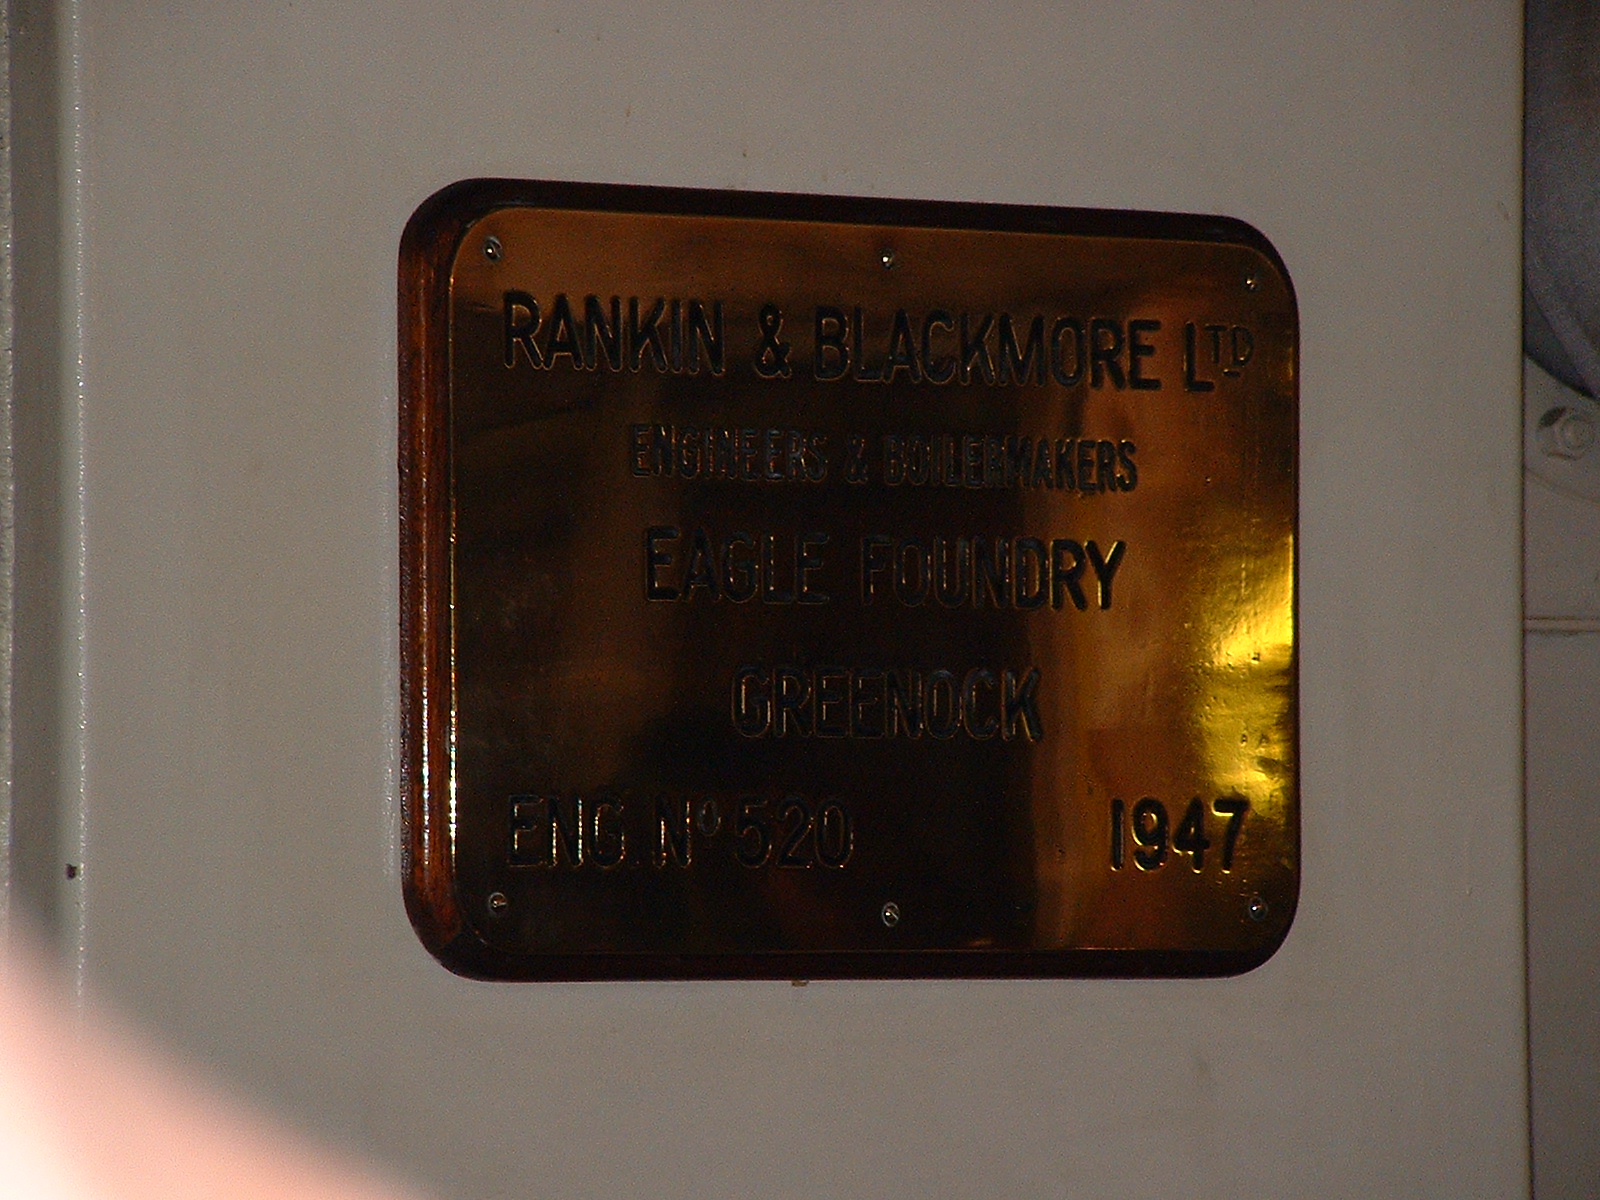 RANKIN & BLACKMORE LTD
ENGINEERS & BOILERMAKERS
EAGLE FOUNDRY
GREENOCK
ENG. Nº 520 1947